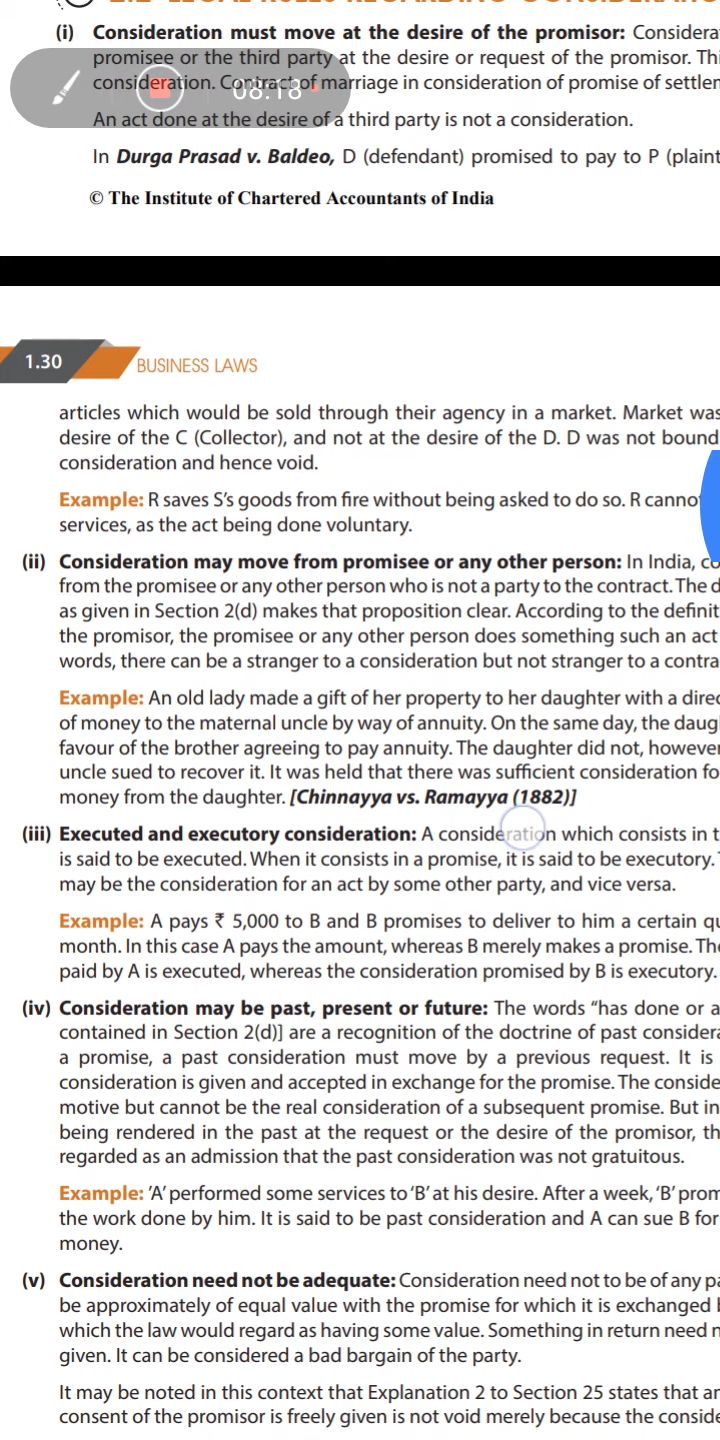 (i) Consideration must move at the desire of the promisor: Considera
promisee or the third party at the desire or request of the promisor. Thi
consideration. Contract of marriage in consideration of promise of settlem
08:18
An act done at the desire of a third party is not a consideration.
In Durga Prasad v. Baldeo, D (defendant) promised to pay to P (plaint
© The Institute of Chartered Accountants of India
1.30 BUSINESS LAWS
articles which would be sold through their agency in a market. Market was
desire of the C (Collector), and not at the desire of the D. D was not bound
consideration and hence void.
Example: R saves S's goods from fire without being asked to do so. R canno
services, as the act being done voluntary.
(ii) Consideration may move from promisee or any other person: In India, co
from the promisee or any other person who is not a party to the contract. The d
as given in Section 2(d) makes that proposition clear. According to the definit
the promisor, the promisee or any other person does something such an act
words, there can be a stranger to a consideration but not stranger to a contra
Example: An old lady made a gift of her property to her daughter with a direc
of money to the maternal uncle by way of annuity. On the same day, the daug
favour of the brother agreeing to pay annuity. The daughter did not, however
uncle sued to recover it. It was held that there was sufficient consideration fo
money from the daughter. [Chinnayya vs. Ramayya (1882)]
(iii) Executed and executory consideration: A consideration which consists in t
is said to be executed. When it consists in a promise, it is said to be executory.
may be the consideration for an act by some other party, and vice versa.
Example: A pays ₹ 5,000 to B and B promises to deliver to him a certain qu
month. In this case A pays the amount, whereas B merely makes a promise. The
paid by A is executed, whereas the consideration promised by B is executory.
(iv) Consideration may be past, present or future: The words “has done or a
contained in Section 2(d)] are a recognition of the doctrine of past considera
a promise, a past consideration must move by a previous request. It is
consideration is given and accepted in exchange for the promise. The conside
motive but cannot be the real consideration of a subsequent promise. But in
being rendered in the past at the request or the desire of the promisor, th
regarded as an admission that the past consideration was not gratuitous.
Example: ‘A’ performed some services to ‘B’ at his desire. After a week, ‘B’ prom
the work done by him. It is said to be past consideration and A can sue B for
money.
(v) Consideration need not be adequate: Consideration need not to be of any pa
be approximately of equal value with the promise for which it is exchanged b
which the law would regard as having some value. Something in return need n
given. It can be considered a bad bargain of the party.
It may be noted in this context that Explanation 2 to Section 25 states that an
consent of the promisor is freely given is not void merely because the conside